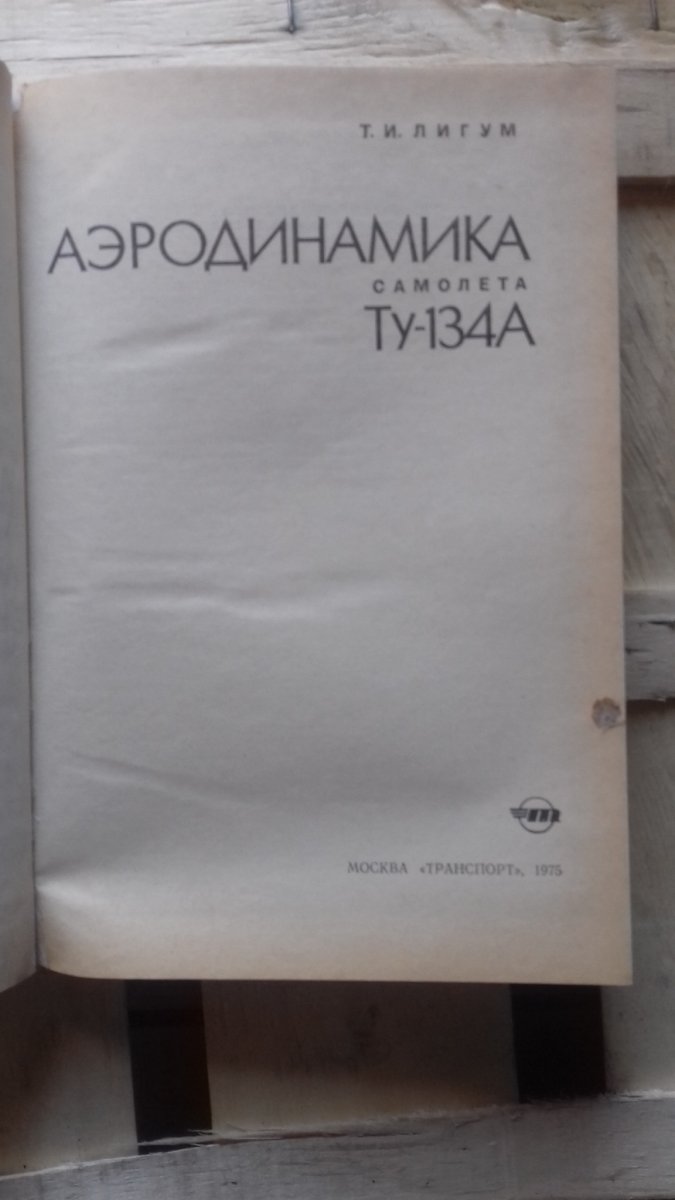 Т. И. ЛИГУМ
АЭРОДИНАМИКА
САМОЛЕТА
ТУ-134А
МОСКВА «ТРАНСПОРТ», 1975